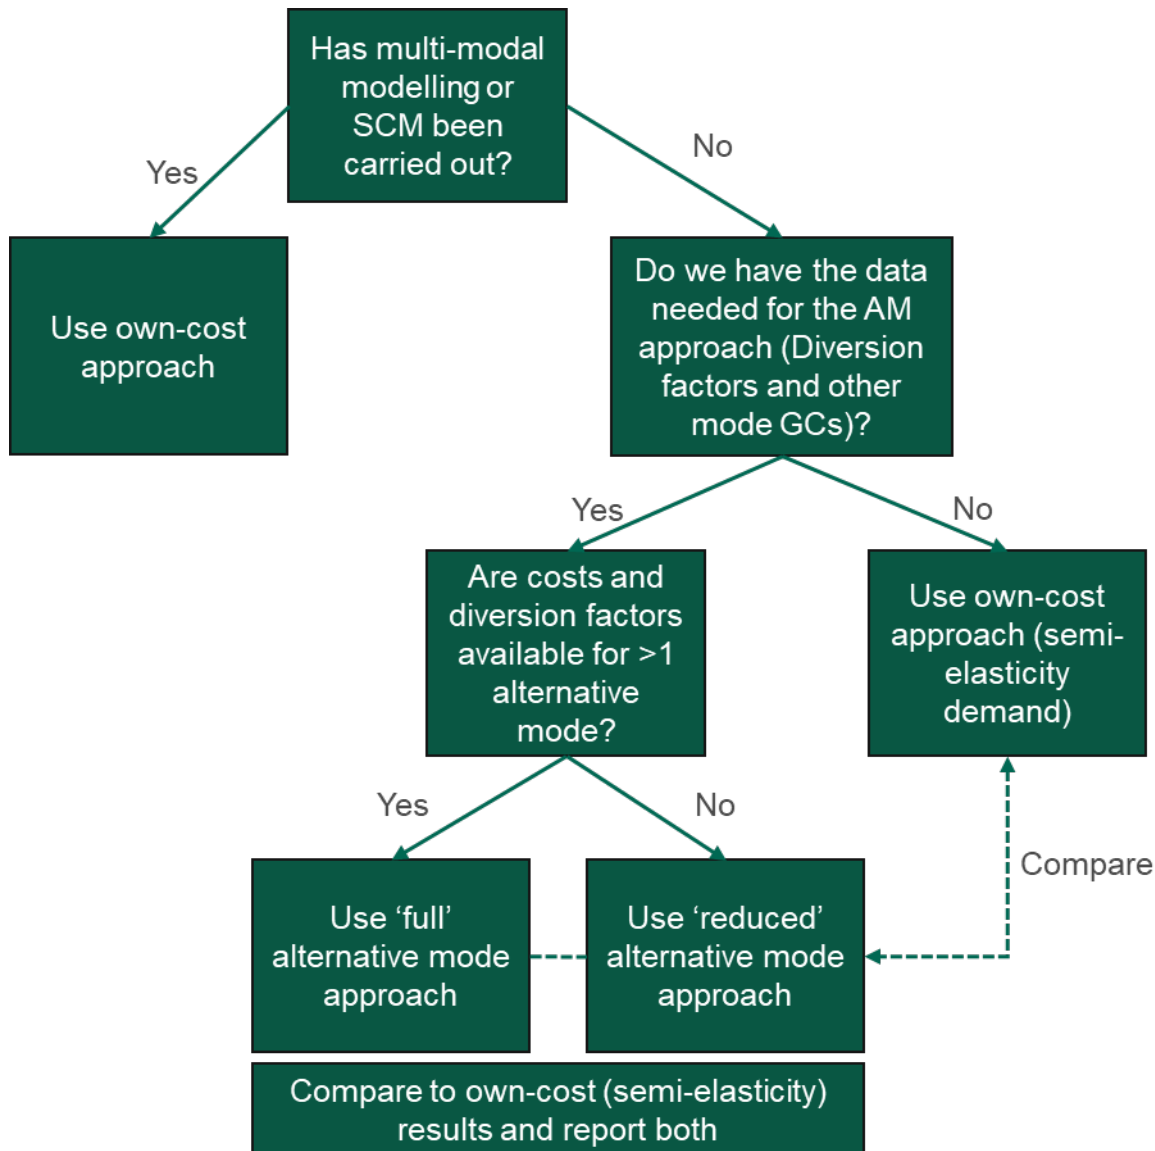 Has multi-modal
modelling or
SCM been
carried out?
Yes
No
Use own-cost
approach
Do we have the data
needed for the AM
approach (Diversion
factors and other
mode GCs)?
Yes
No
Are costs and
diversion factors
available for >1
alternative
mode?
Use own-cost
approach (semi-
elasticity
demand)
Yes
No
Compare
Use ‘full’
alternative mode
approach
Use ‘reduced’
alternative mode
approach
Compare to own-cost (semi-elasticity)
results and report both